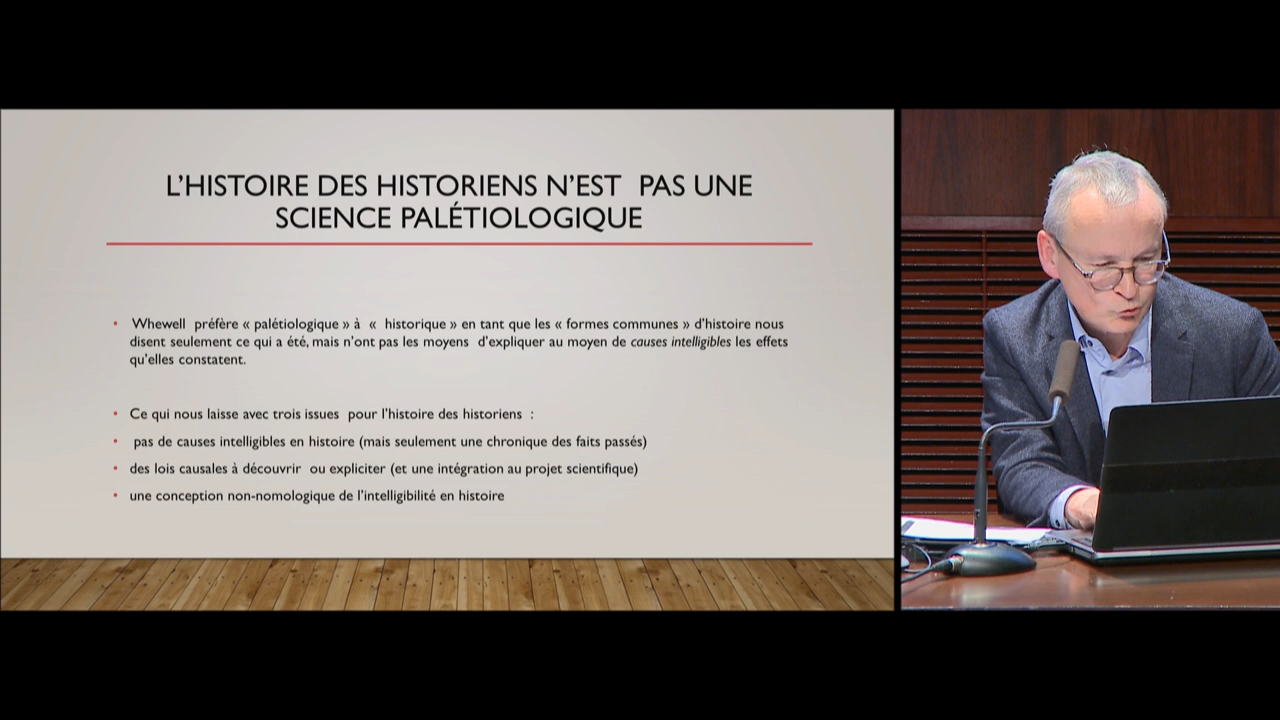 L'HISTOIRE DES HISTORIENS N'EST PAS UNE
SCIENCE PALÉTIOLOGIQUE
• Whewell préfère « palétiologique » à « historique » en tant que les « formes communes » d'histoire nous
disent seulement ce qui a été, mais n'ont pas les moyens d'expliquer au moyen de causes intelligibles les effets
qu'elles constatent.
• Ce qui nous laisse avec trois issues pour l'histoire des historiens :
• pas de causes intelligibles en histoire (mais seulement une chronique des faits passés)
• des lois causales à découvrir ou expliciter (et une intégration au projet scientifique)
• une conception non-nomologique de l'intelligibilité en histoire